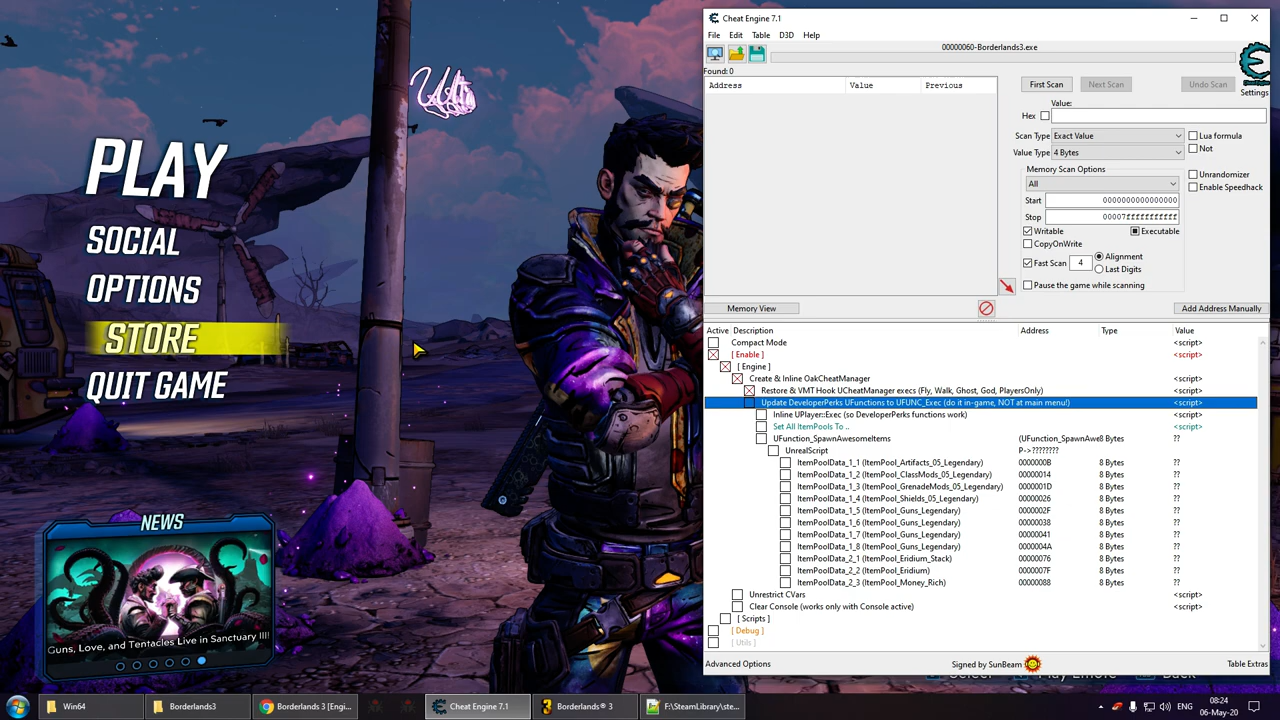 PLAY
SOCIAL
OPTIONS
STORE
QUIT GAME
NEWS
Guns, Love, and Tentacles Live in Sanctuary III!
Cheat Engine 7.1
File Edit Table D3D Help
00000060-Borderlands3.exe
Found: 0
Address Value Previous
First Scan Next Scan Undo Scan
Settings
Value:
Hex
Scan Type Exact Value
Lua formula
Not
Value Type 4 Bytes
Memory Scan Options
All
Unrandomizer
Enable Speedhack
Start 0000000000000000
Stop 00007fffffffffff
Writable Executable
CopyOnWrite
Fast Scan 4 Alignment
Last Digits
Pause the game while scanning
Memory View Add Address Manually
Active Description Address Type Value
Compact Mode <script>
[ Enable ] <script>
[ Engine ]
Create & Inline OakCheatManager <script>
Restore & VMT Hook UCheatManager execs (Fly, Walk, Ghost, God, PlayersOnly) <script>
Update DeveloperPerks UFunctions to UFUNC_Exec (do it in-game, NOT at main menu!) <script>
Inline UPlayer::Exec (so DeveloperPerks functions work) <script>
Set All ItemPools To .. <script>
UFunction_SpawnAwesomeItems (UFunction_SpawnAwe8 Bytes ??
UnrealScript P->????????
ItemPoolData_1_1 (ItemPool_Artifacts_05_Legendary) 0000000B 8 Bytes ??
ItemPoolData_1_2 (ItemPool_ClassMods_05_Legendary) 00000014 8 Bytes ??
ItemPoolData_1_3 (ItemPool_GrenadeMods_05_Legendary) 0000001D 8 Bytes ??
ItemPoolData_1_4 (ItemPool_Shields_05_Legendary) 00000026 8 Bytes ??
ItemPoolData_1_5 (ItemPool_Guns_Legendary) 0000002F 8 Bytes ??
ItemPoolData_1_6 (ItemPool_Guns_Legendary) 00000038 8 Bytes ??
ItemPoolData_1_7 (ItemPool_Guns_Legendary) 00000041 8 Bytes ??
ItemPoolData_1_8 (ItemPool_Guns_Legendary) 0000004A 8 Bytes ??
ItemPoolData_2_1 (ItemPool_Eridium_Stack) 00000076 8 Bytes ??
ItemPoolData_2_2 (ItemPool_Eridium) 0000007F 8 Bytes ??
ItemPoolData_2_3 (ItemPool_Money_Rich) 00000088 8 Bytes ??
Unrestrict CVars <script>
Clear Console (works only with Console active) <script>
[ Scripts ]
[ Debug ]
[ Utils ]
Advanced Options Signed by SunBeam Table Extras
Win64 Borderlands3 Borderlands 3 [Engi... Cheat Engine 7.1 Borderlands® 3 F:\SteamLibrary\ste...
ENG 08:24
06-May-20